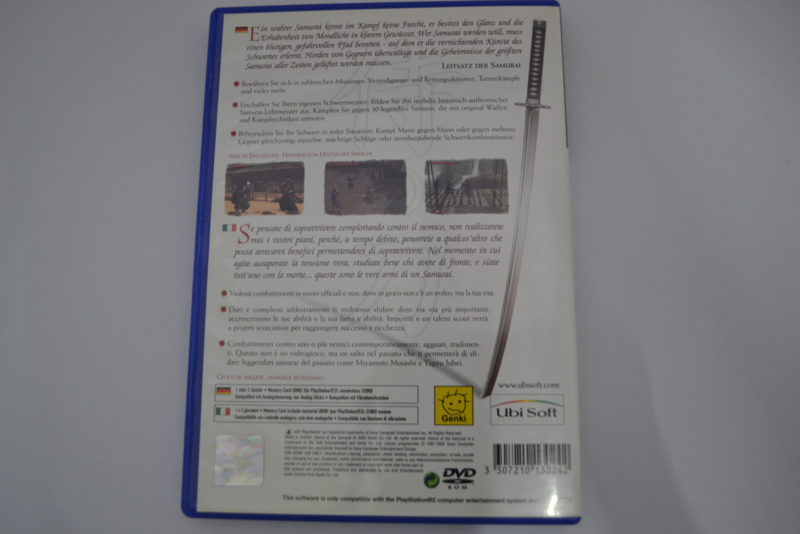 Ein wahrer Samurai kennt im Kampf keine Furcht, er besitzt den Glanz und die
Erhabenheit von Mondlicht in klarem Gewässer. Wer Samurai werden will, muss
einen blutigen, gefahrvollen Pfad betreten - auf dem er die vernichtenden Künste des
Schwertes erlernt, Horden von Gegnern überwältigt und die Geheimnisse der größten
Samurai aller Zeiten gelüftet werden müssen.
LEITSATZ DER SAMURAI
Bewähren Sie sich in zahlreichen Missionen: Verteidigungs- und Rettungsaktionen, Turnierkämpfe
und vieles mehr.
Erschaffen Sie Ihren eigenen Schwertmeister: Bilden Sie ihn mithilfe historisch-authentischer
Samurai-Lehrmeister aus. Kämpfen Sie gegen 30 legendäre Samurai, die mit original Waffen
und Kampftechniken antreten.
Beherrschen Sie Ihr Schwert in jeder Situation: Kampf Mann gegen Mann oder gegen mehrere
Gegner gleichzeitig, einzelne, mächtige Schläge oder atemberaubende Schwertkombinationen.
SPIEL IN ENGLISCHER, HANDBUCH IN DEUTSCHER SPRACHE
Se pensate di sopravvivere complottando contro il nemico, non realizzerete
mai i vostri piani, perché, a tempo debito, penserete a qualcos'altro che
possa arrecarvi benefici permettendovi di sopravvivere. Nel momento in cui
agite assaporate la tensione vera, studiate bene chi avete di fronte, e siate
tutt'uno con la morte... queste sono le vere armi di un Samurai.
Violenti combattimenti in tornei ufficiali e non, dove in gioco non c'è un trofeo, ma la tua vita.
Duri e complessi addestramenti ti vedranno sfidare dojo via via più importanti,
accresceranno le tue abilità e la tua fama e abilità. Imponiti e un talent scout verrà
a proporti scorciatoie per raggiungere successo e ricchezza.
Combattimenti contro uno o più nemici contemporaneamente, agguati, tradimen-
ti. Questo non è un videogioco, ma un salto nel passato che ti permetterà di sfi-
dare leggendari samurai del passato come Miyamoto Musashi e Yagyu Jubei.
GIOCO IN INGLESE, MANUALE IN ITALIANO
www.ubisoft.com
Ubi Soft
Genki
DVD
ROM
3 307210 130242
This software is only compatible with the PlayStation®2 computer entertainment system